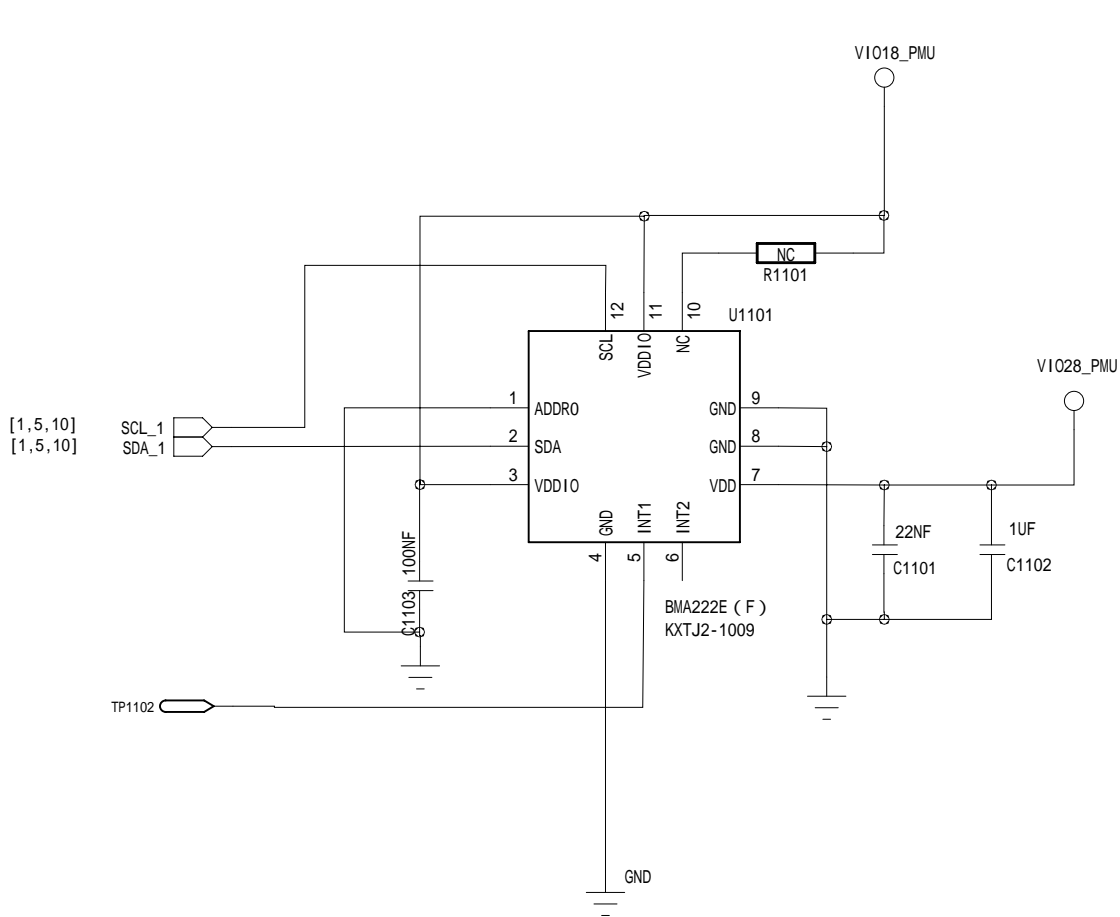 VIO18_PMU
NC
R1101
12
11
10
U1101
SCL
VDDIO
NC
VIO28_PMU
1
ADDR0
GND
9
[1,5,10]
SCL_1
[1,5,10]
SDA_1
2
SDA
GND
8
3
VDDIO
VDD
7
GND
INT1
INT2
4
5
6
100NF
C1103
22NF
C1101
1UF
C1102
BMA222E (F)
KXTJ2-1009
TP1102
GND